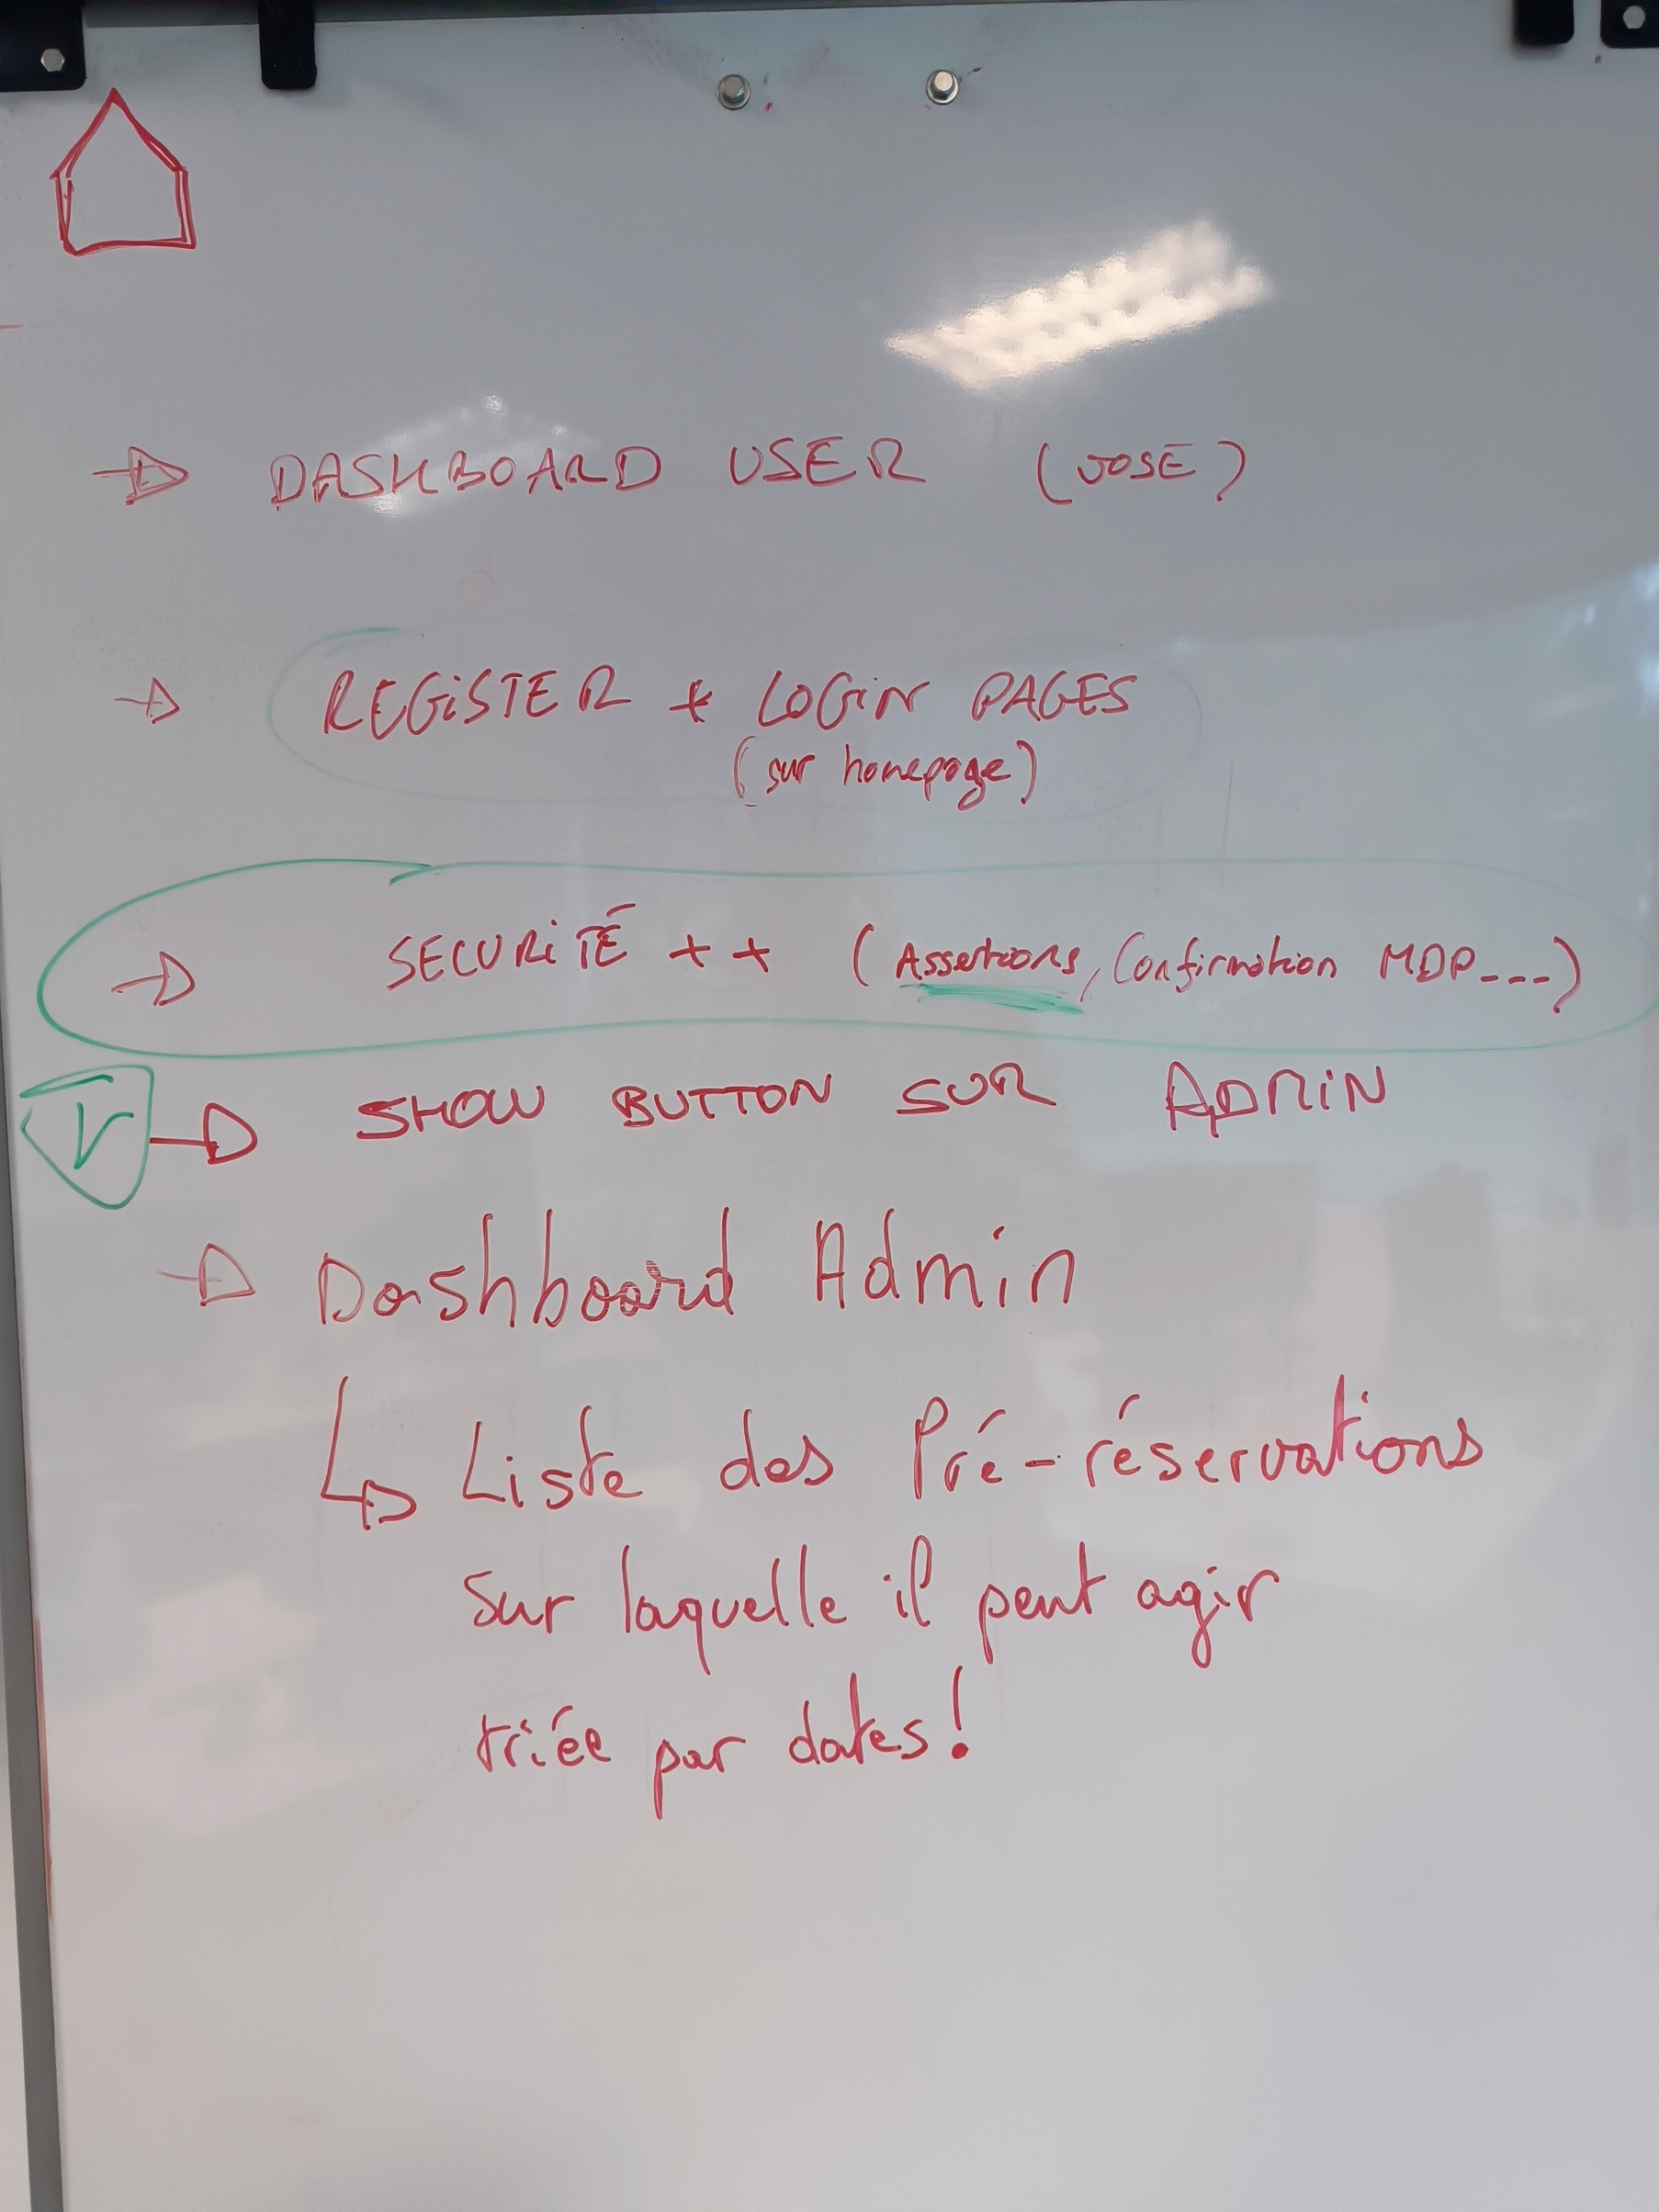 DASHBOARD USER (JOSE)
REGISTER + LOGIN PAGES
(sur homepage)
SECURITÉ ++ (Assertions, Confirmation MDP---)
V
SHOW BUTTON SUR ADMIN
Dashboard Admin
Liste des Pré-réservations
sur laquelle il peut agir
triée par dates!